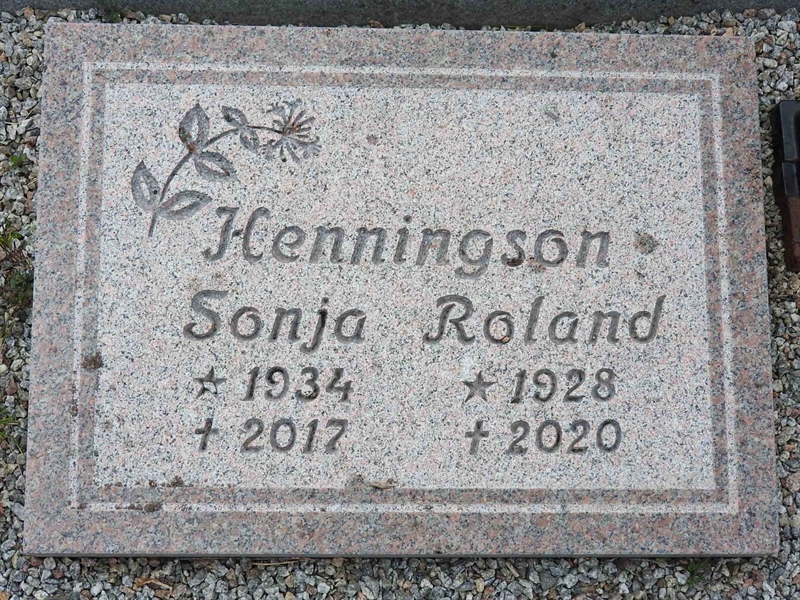 Henningson
Sonja Roland
★ 1934 ★ 1928
✝ 2017 ✝ 2020